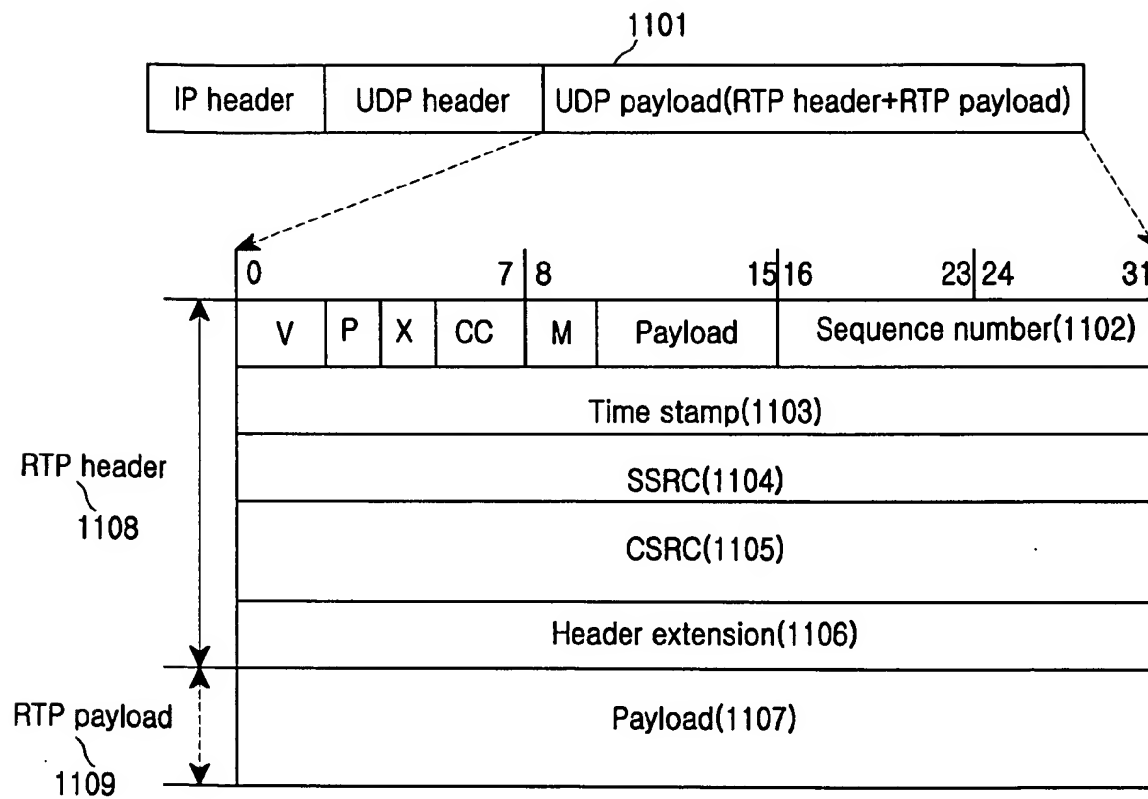 1101
IP header UDP header UDP payload(RTP header+RTP payload)
0 7 8 15 16 23 24 31
V P X CC M Payload Sequence number(1102)
Time stamp(1103)
RTP header
1108
SSRC(1104)
CSRC(1105)
Header extension(1106)
RTP payload
1109
Payload(1107)